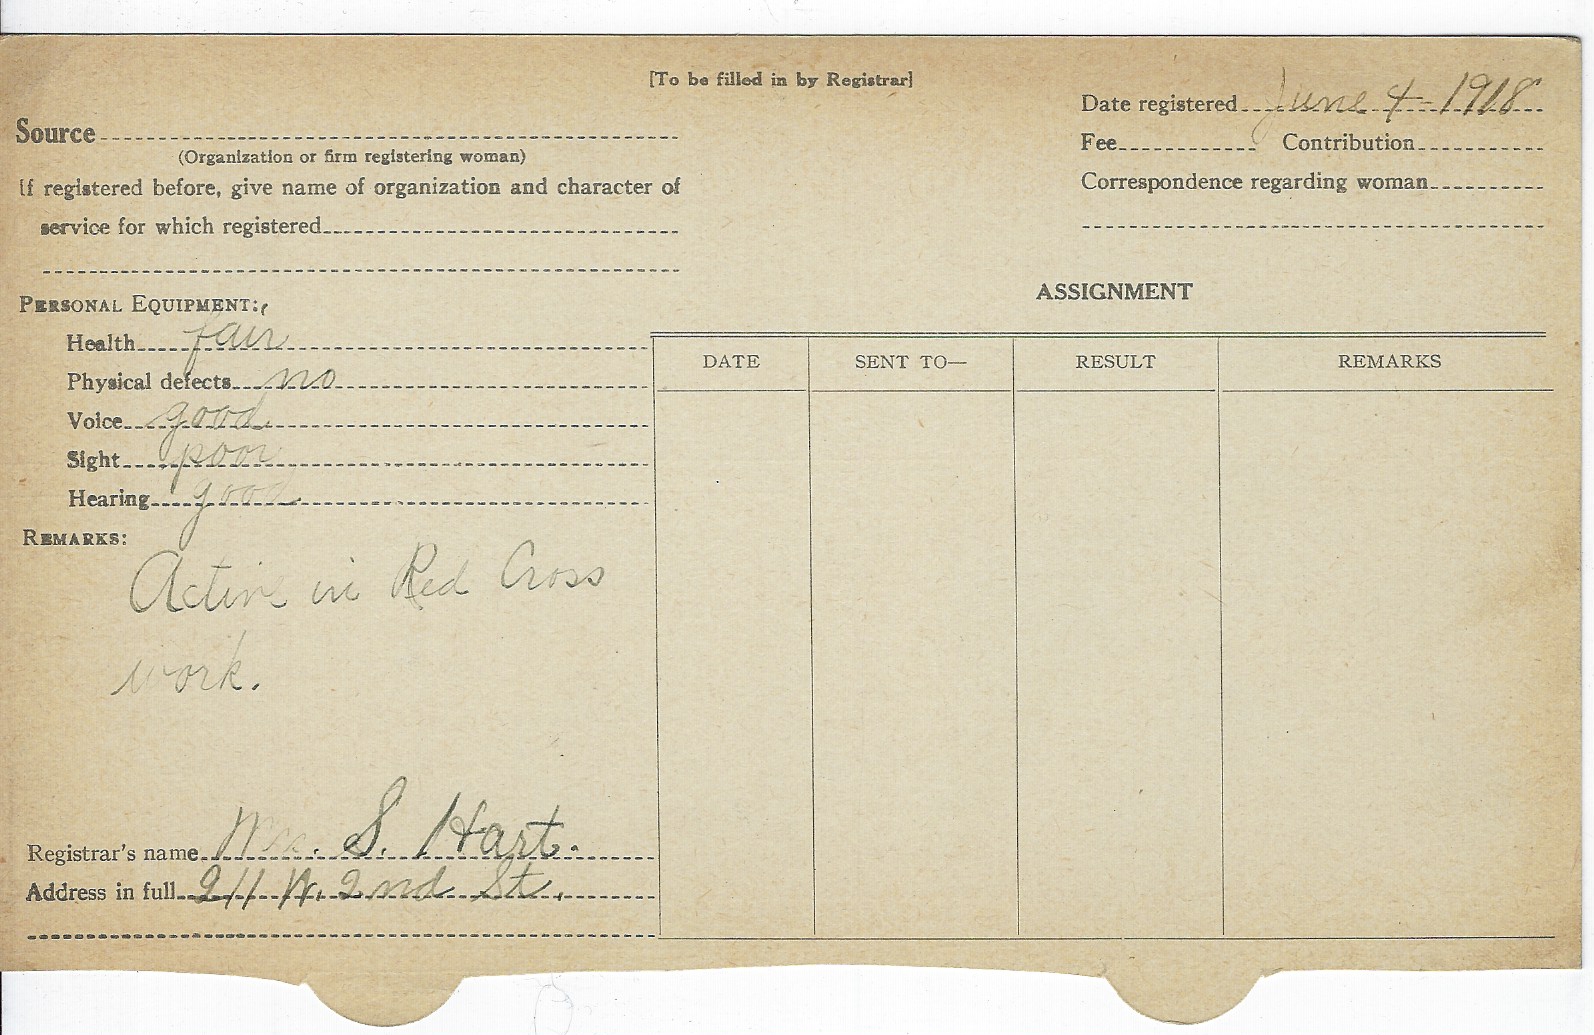 [To be filled in by Registrar]
Date registered June 4 - 1918
Source
(Organization or firm registering woman)
Fee Contribution
If registered before, give name of organization and character of
service for which registered
Correspondence regarding woman
ASSIGNMENT
PERSONAL EQUIPMENT:
Health fair
Physical defects no
Voice good
Sight poor
Hearing good
DATE SENT TO— RESULT REMARKS
REMARKS:
Active in Red Cross
work.
Registrar's name S. Hart.
Address in full 211 W. 2nd St.